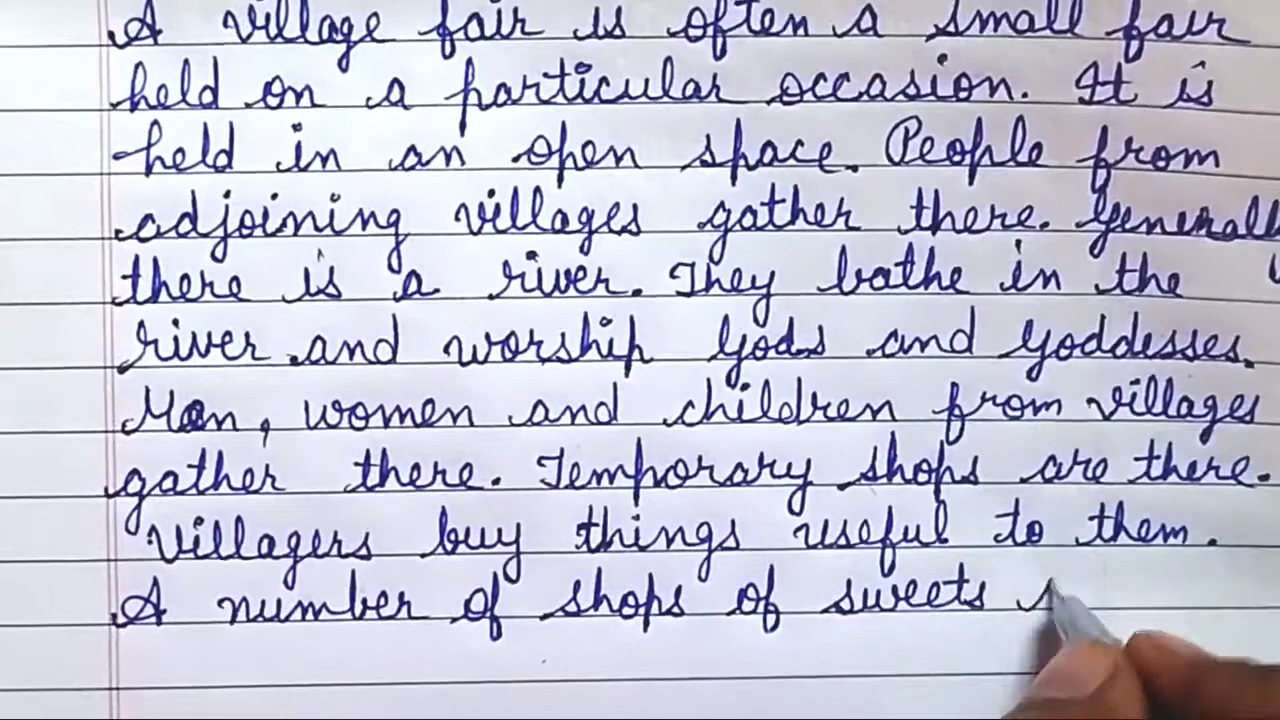 A village fair is often a small fair
held on a particular occasion. It is
held in an open space. People from
adjoining villages gather there. Generally
there is a river. They bathe in the
river and worship Gods and Goddesses.
Men, women and children from villages
gather there. Temporary shops are there.
Villagers buy things useful to them.
A number of shops of sweets